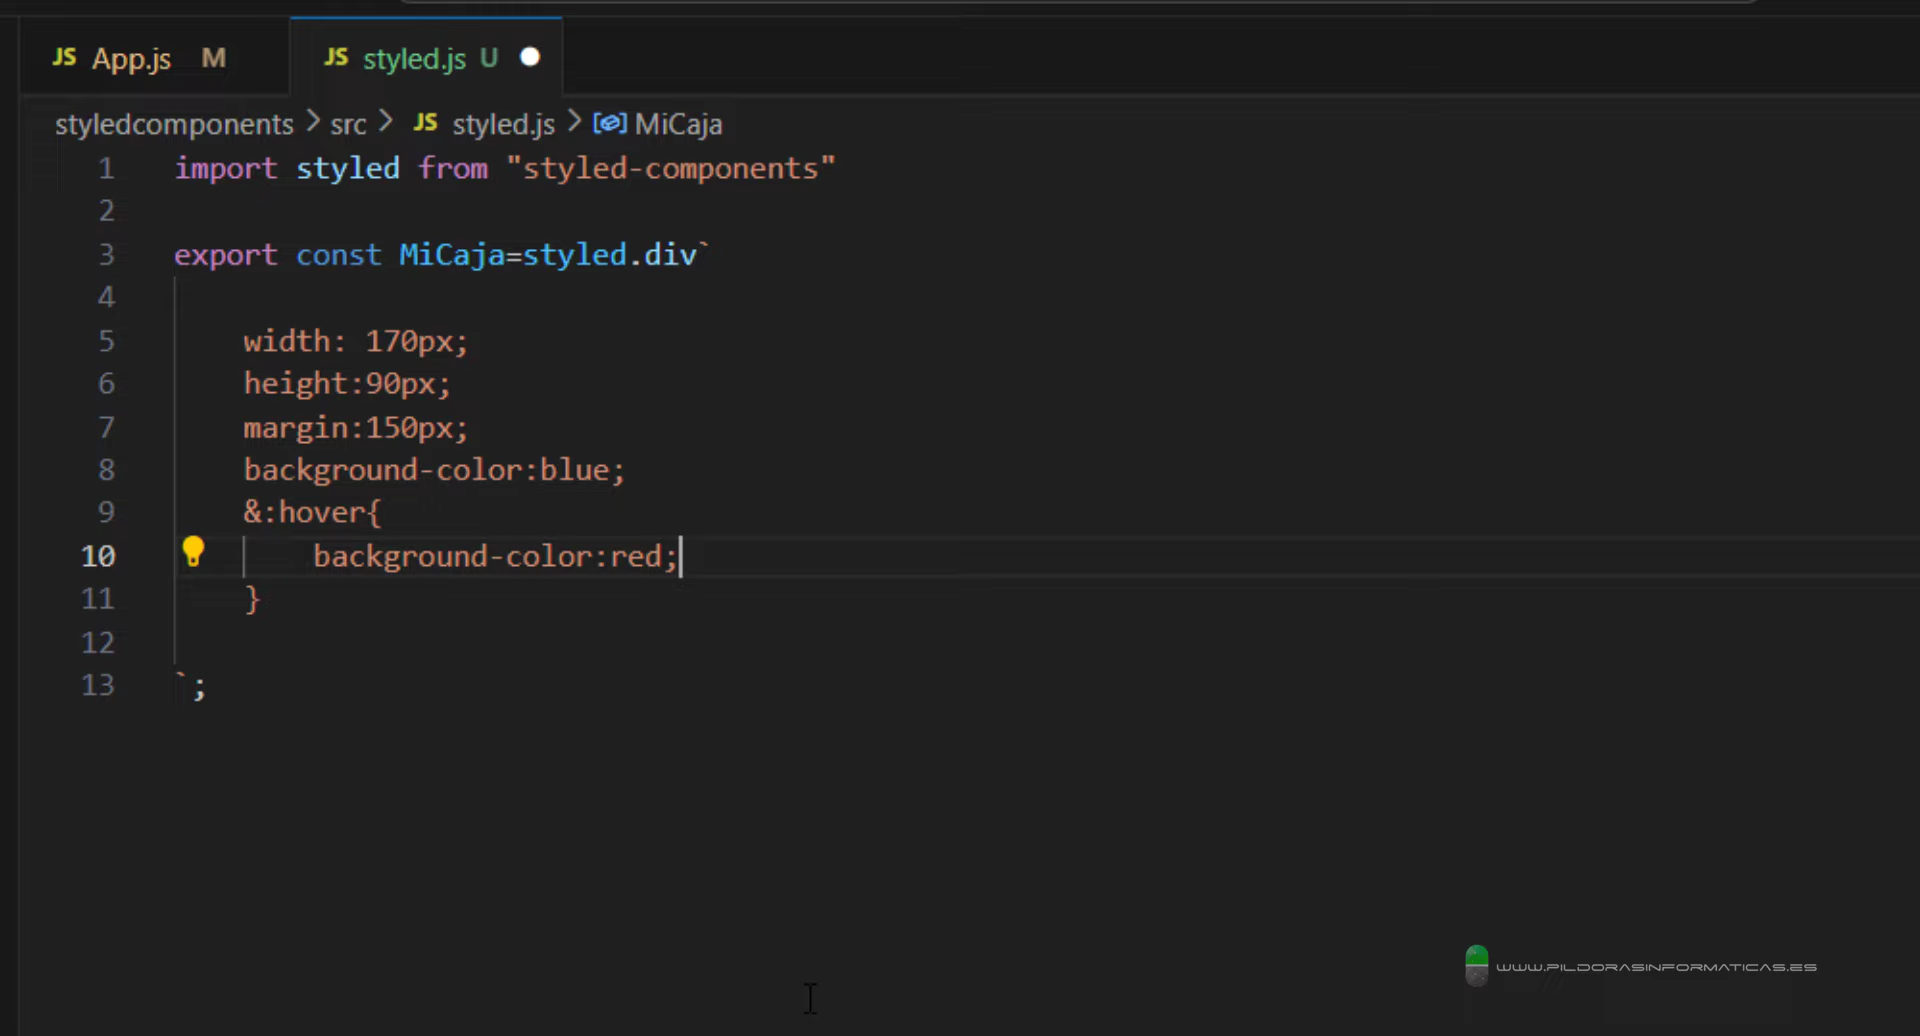 JS App.js M JS styled.js U
styledcomponents > src > JS styled.js > MiCaja
1 import styled from "styled-components"
2
3 export const MiCaja=styled.div`
4
5 width: 170px;
6 height:90px;
7 margin:150px;
8 background-color:blue;
9 &:hover{
10 background-color:red;
11 }
12
13 `;
WWW.PILDORASINFORMATICAS.ES